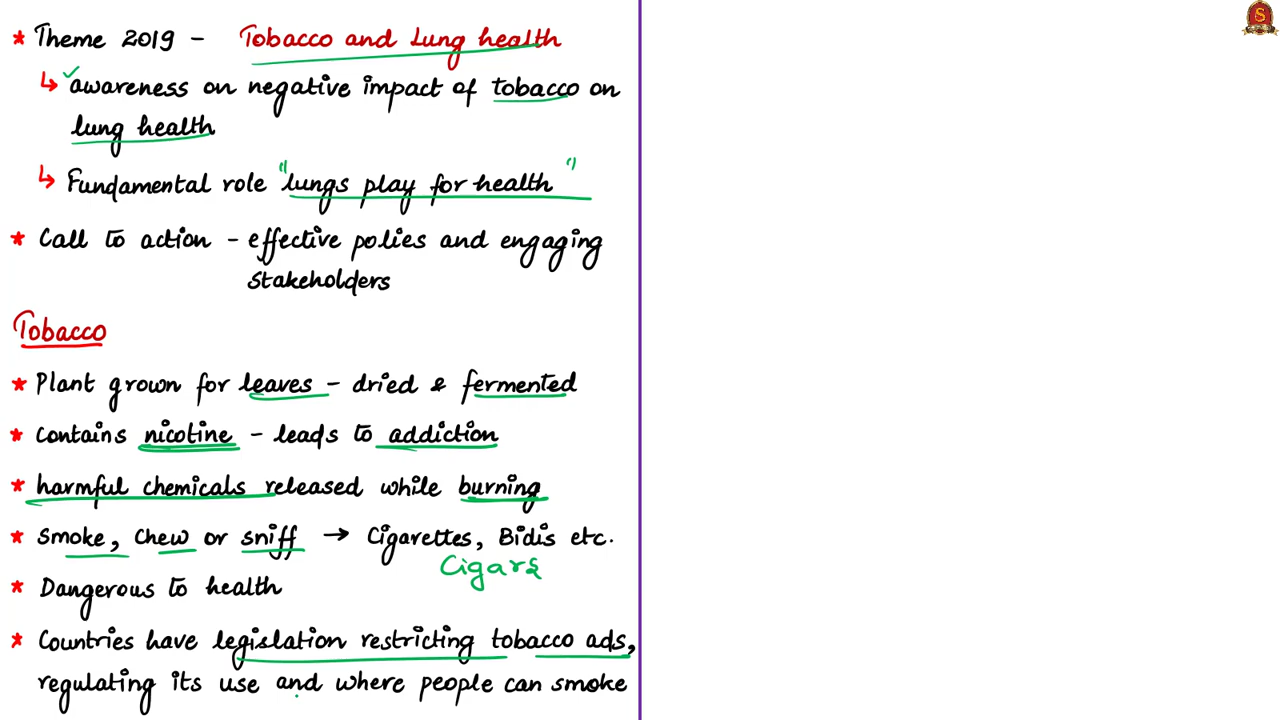 * Theme 2019 - Tobacco and Lung health
↳ awareness on negative impact of tobacco on
lung health
↳ Fundamental role "lungs play for health"
* Call to action - effective polies and engaging
stakeholders
Tobacco
* Plant grown for leaves - dried & fermented
* Contains nicotine - leads to addiction
* harmful chemicals released while burning
* Smoke, Chew or sniff → Cigarettes, Bidis etc.
Cigars
* Dangerous to health
* Countries have legislation restricting tobacco ads,
regulating its use and where people can smoke
S